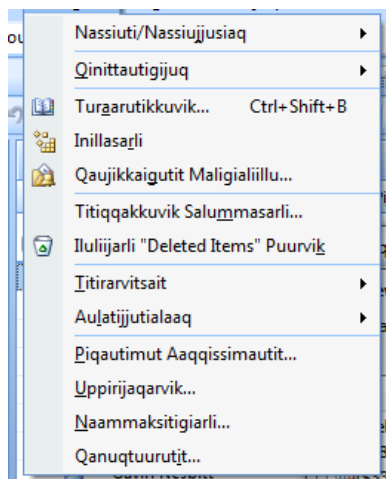 Nassiuti/Nassiujjusiaq
Qinittautigijuq
Turaarutikkuvik... Ctrl+Shift+B
Inillasarli
Qaujikkaigutit Maligialiillu...
Titiqqakkuvik Salummasarli...
Iluliijarli "Deleted Items" Puurvik
Titirarvitsait
Aulatijjutialaaq
Piqautimut Aaqqissimautit...
Uppirijaqarvik...
Naammaksitigiarli...
Qanuqtuurutit...